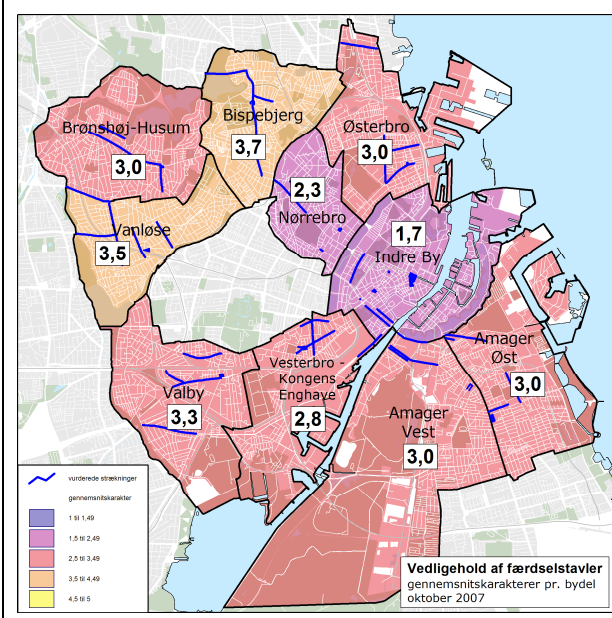 Bispebjerg
3,7
Brønshøj-Husum
3,0
Østerbro
3,0
2,3
Nørrebro
Vanløse
3,5
1,7
Indre By
Amager
Øst
3,0
Vesterbro -
Kongens
Enghave
2,8
Valby
3,3
Amager
Vest
3,0
vurderede strækninger
gennemsnitskarakter
1 til 1,49
1,5 til 2,49
2,5 til 3,49
3,5 til 4,49
4,5 til 5
Vedligehold af færdselstavler
gennemsnitskarakterer pr. bydel
oktober 2007